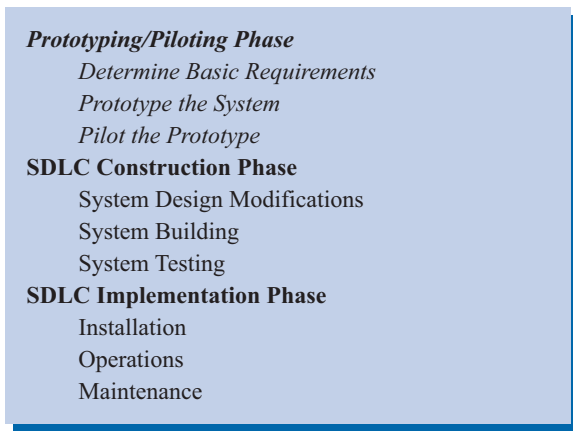 Prototyping/Piloting Phase
Determine Basic Requirements
Prototype the System
Pilot the Prototype
SDLC Construction Phase
System Design Modifications
System Building
System Testing
SDLC Implementation Phase
Installation
Operations
Maintenance